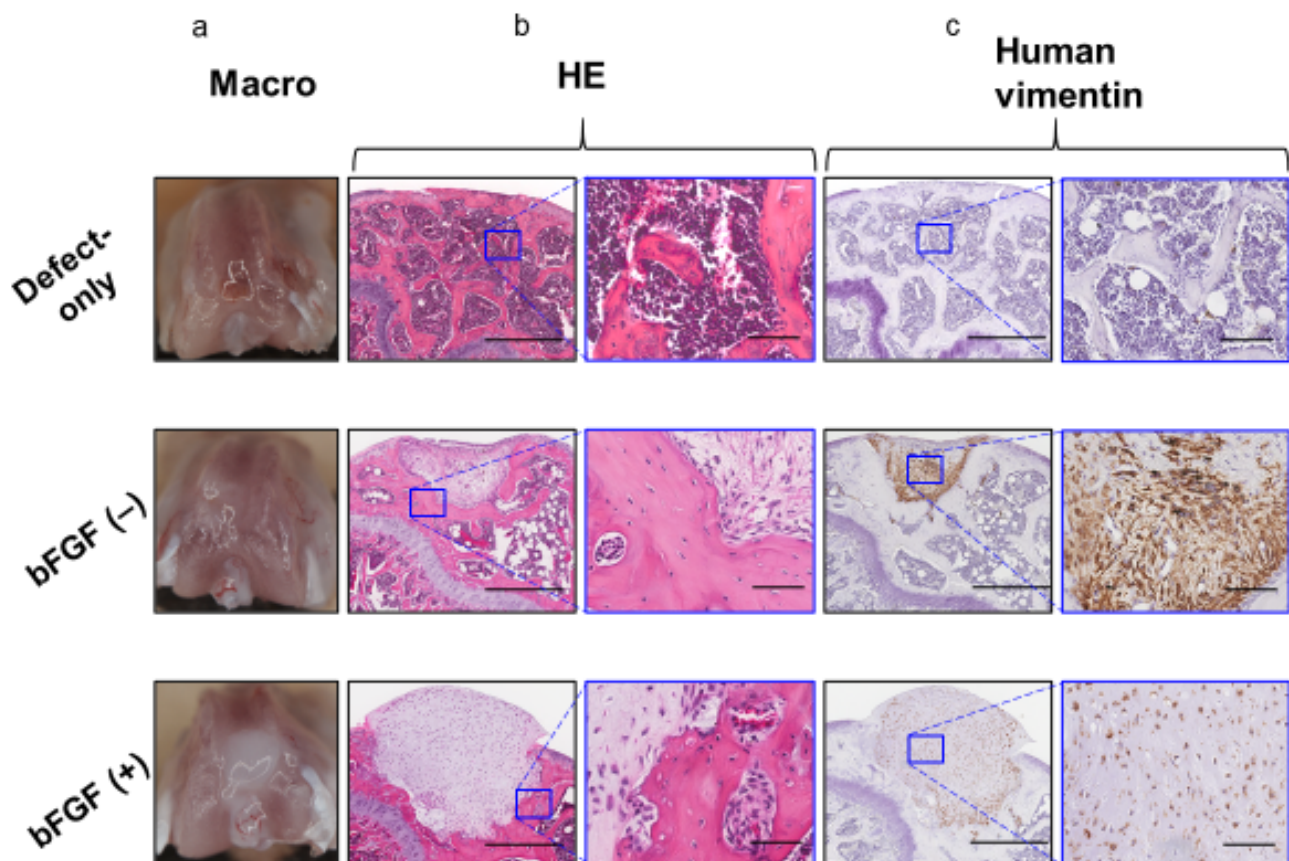 a
b
c
Macro
HE
Human
vimentin
Defect-
only
bFGF (−)
bFGF (+)